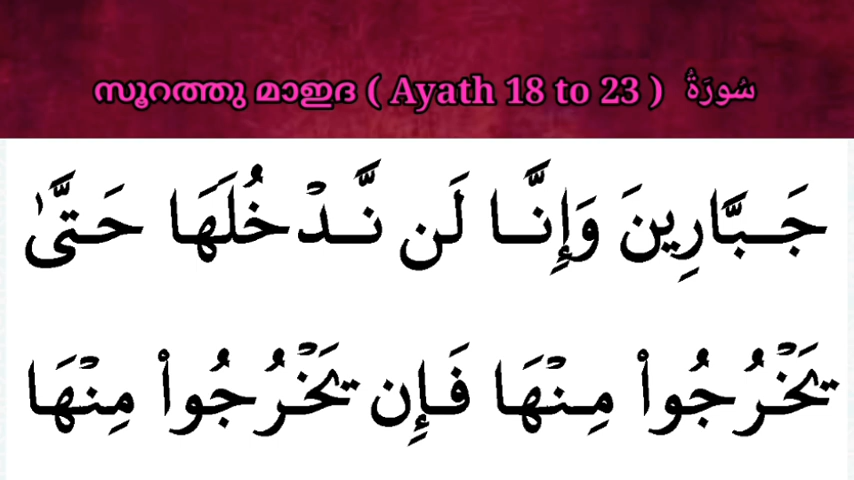 സൂറത്തു മാഇദ ( Ayath 18 to 23 ) سُورَةُ
جَبَّارِينَ وَإِنَّا لَن نَّدْخُلَهَا حَتَّىٰ
يَخْرُجُوا۟ مِنْهَا فَإِن يَخْرُجُوا۟ مِنْهَا